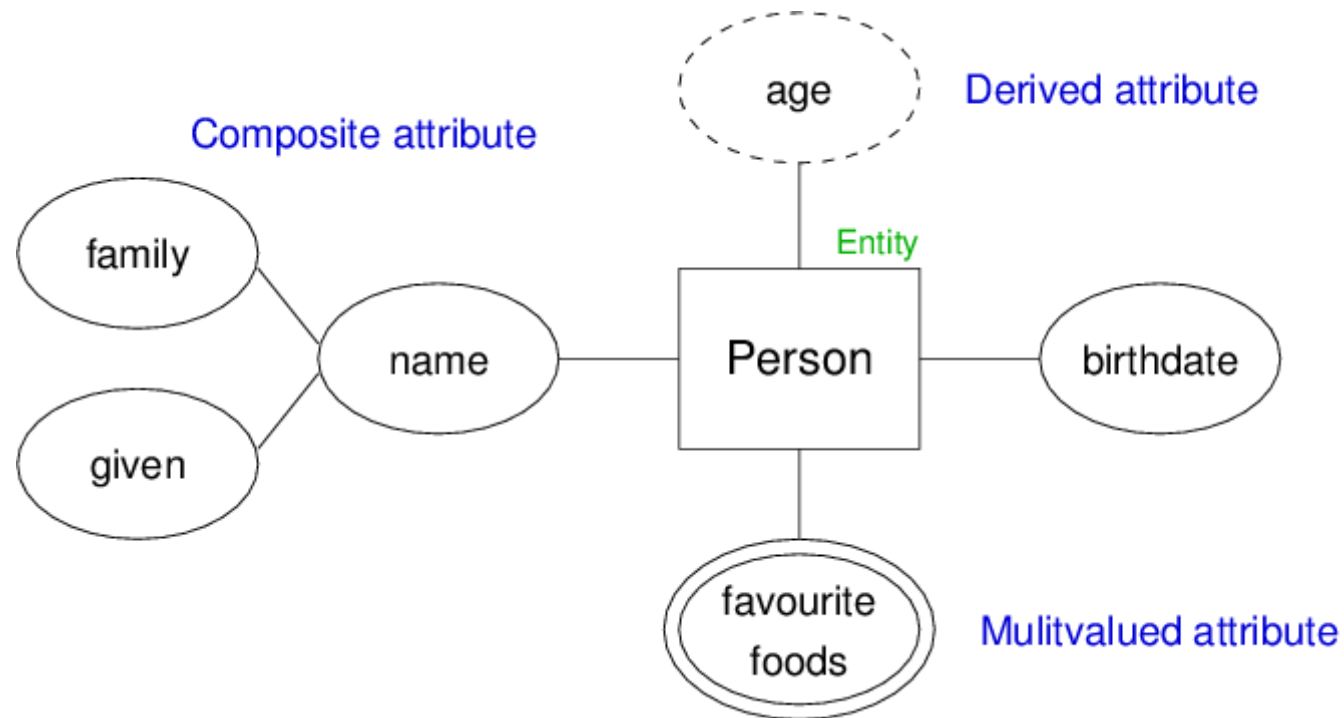 age
Derived attribute
Composite attribute
family
Entity
name
Person
birthdate
given
favourite
foods
Mulitvalued attribute